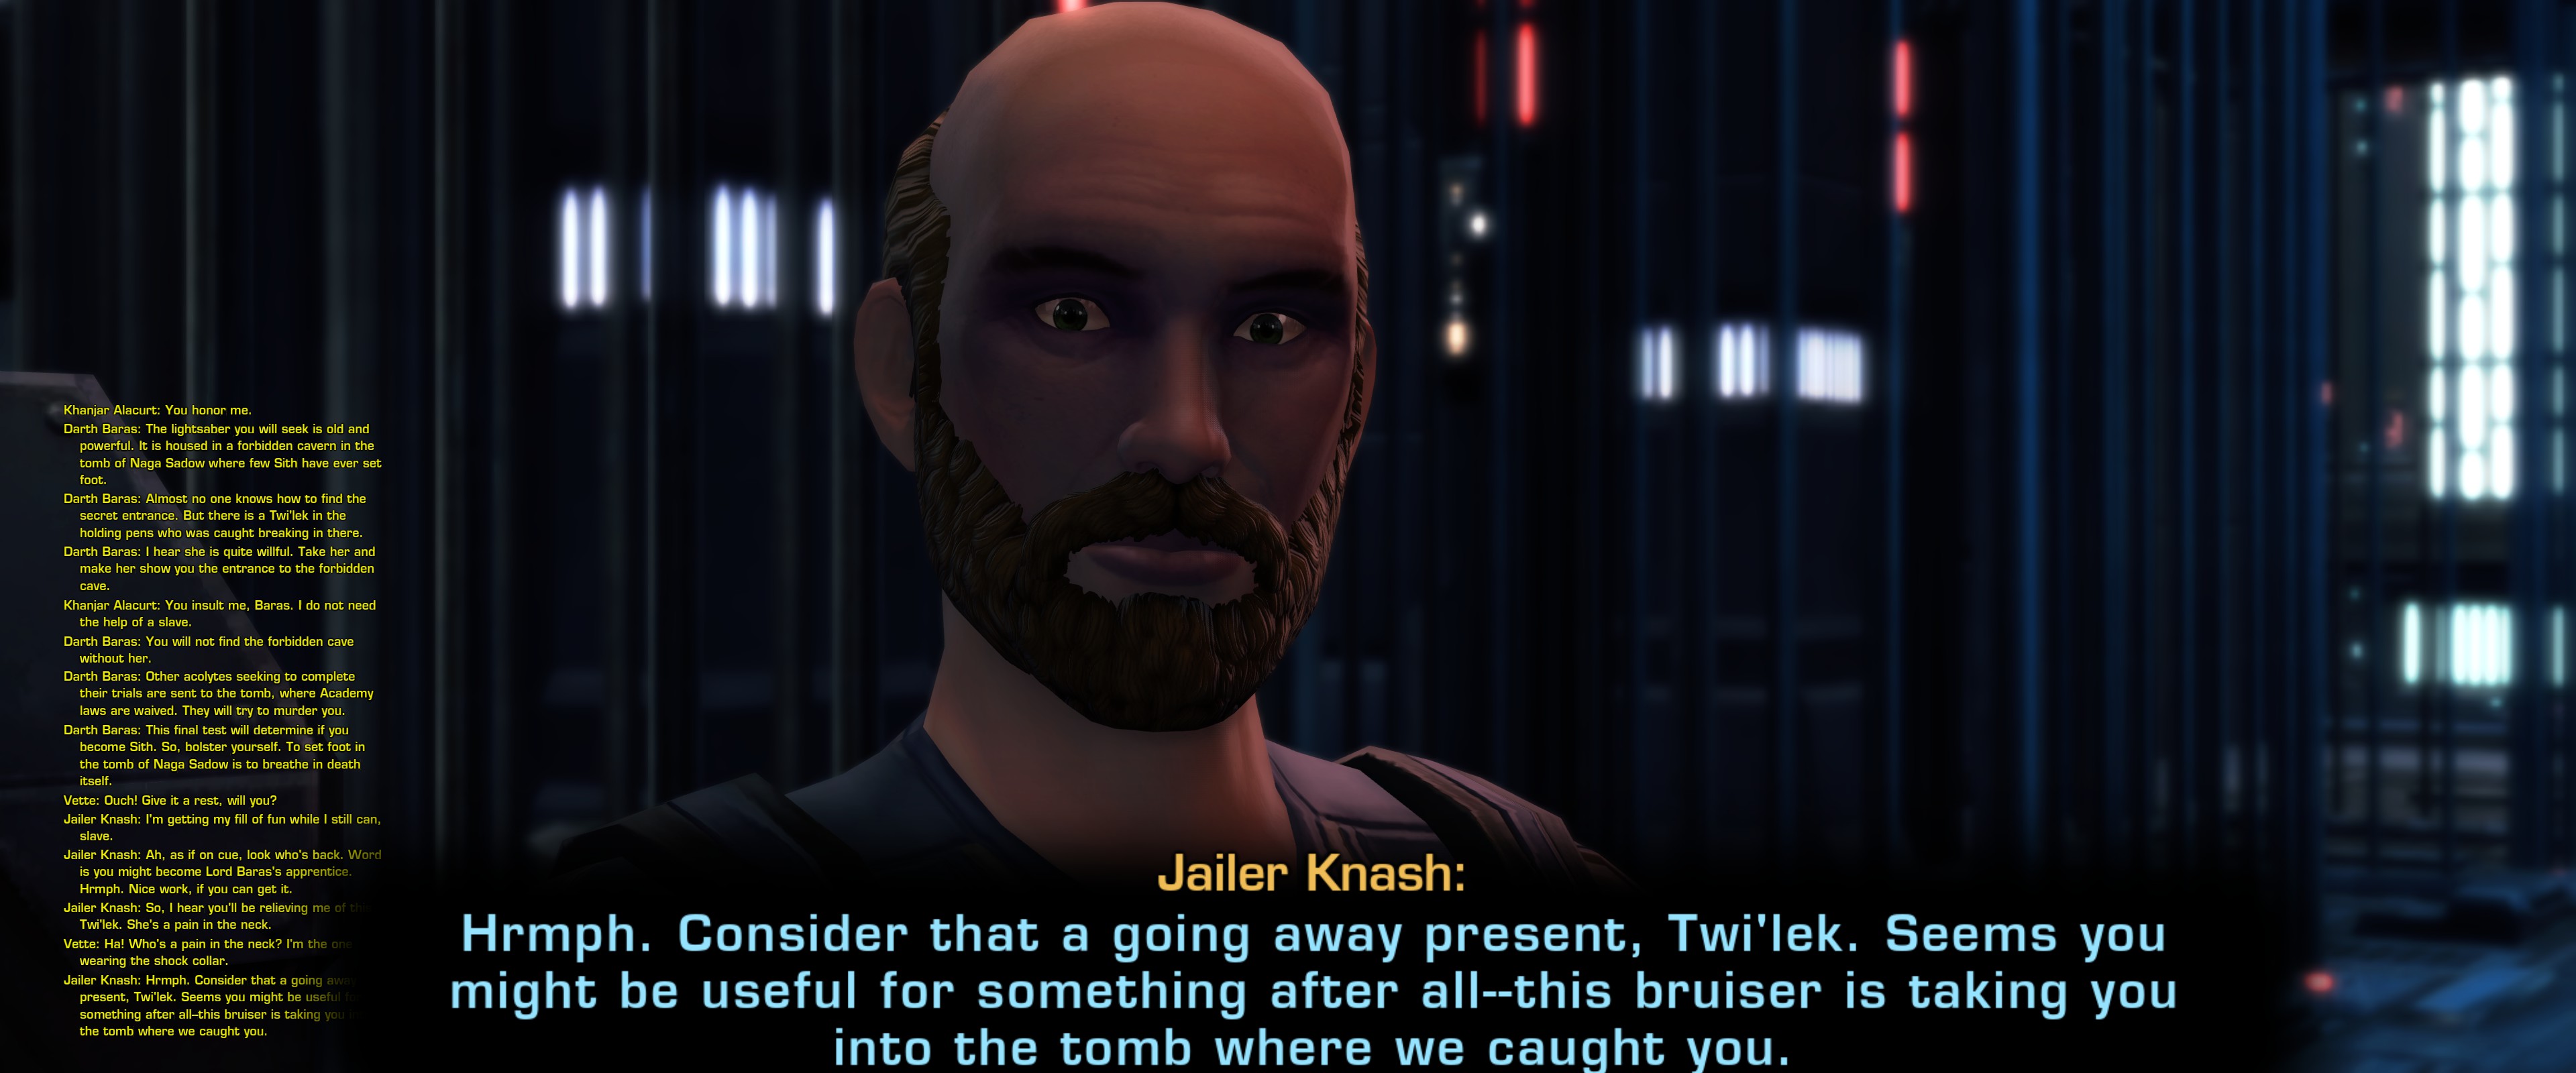 Khanjar Alacurt: You honor me.
Darth Baras: The lightsaber you will seek is old and
powerful. It is housed in a forbidden cavern in the
tomb of Naga Sadow where few Sith have ever set
foot.
Darth Baras: Almost no one knows how to find the
secret entrance. But there is a Twi'lek in the
holding pens who was caught breaking in there.
Darth Baras: I hear she is quite willful. Take her and
make her show you the entrance to the forbidden
cave.
Khanjar Alacurt: You insult me, Baras. I do not need
the help of a slave.
Darth Baras: You will not find the forbidden cave
without her.
Darth Baras: Other acolytes seeking to complete
their trials are sent to the tomb, where Academy
laws are waived. They will try to murder you.
Darth Baras: This final test will determine if you
become Sith. So, bolster yourself. To set foot in
the tomb of Naga Sadow is to breathe in death
itself.
Vette: Ouch! Give it a rest, will you?
Jailer Knash: I'm getting my fill of fun while I still can,
slave.
Jailer Knash: Ah, as if on cue, look who's back. Word
is you might become Lord Baras's apprentice.
Hrmph. Nice work, if you can get it.
Jailer Knash: So, I hear you'll be relieving me of this
Twi'lek. She's a pain in the neck.
Vette: Ha! Who's a pain in the neck? I'm the one
wearing the shock collar.
Jailer Knash: Hrmph. Consider that a going away
present, Twi'lek. Seems you might be useful for
something after all--this bruiser is taking you
the tomb where we caught you.
Jailer Knash:
Hrmph. Consider that a going away present, Twi'lek. Seems you
might be useful for something after all--this bruiser is taking you
into the tomb where we caught you.